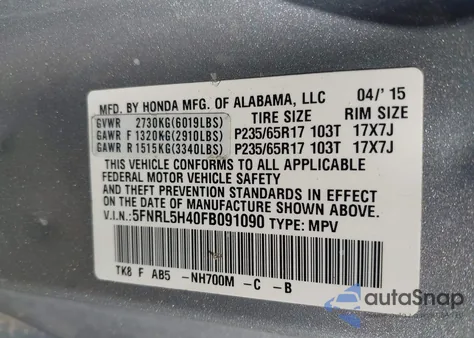 MFD. BY HONDA MFG. OF ALABAMA, LLC 04/'15
GVWR 2730KG(6019LBS) TIRE SIZE RIM SIZE
GAWR F 1320KG(2910LBS) P235/65R17 103T 17X7J
GAWR R 1515KG(3340LBS) P235/65R17 103T 17X7J
THIS VEHICLE CONFORMS TO ALL APPLICABLE
FEDERAL MOTOR VEHICLE SAFETY
AND THEFT PREVENTION STANDARDS IN EFFECT
ON THE DATE OF MANUFACTURE SHOWN ABOVE.
V.I.N.: 5FNRL5H40FB091090 TYPE: MPV
TK8 F AB5 -NH700M -C -B
autoSnap